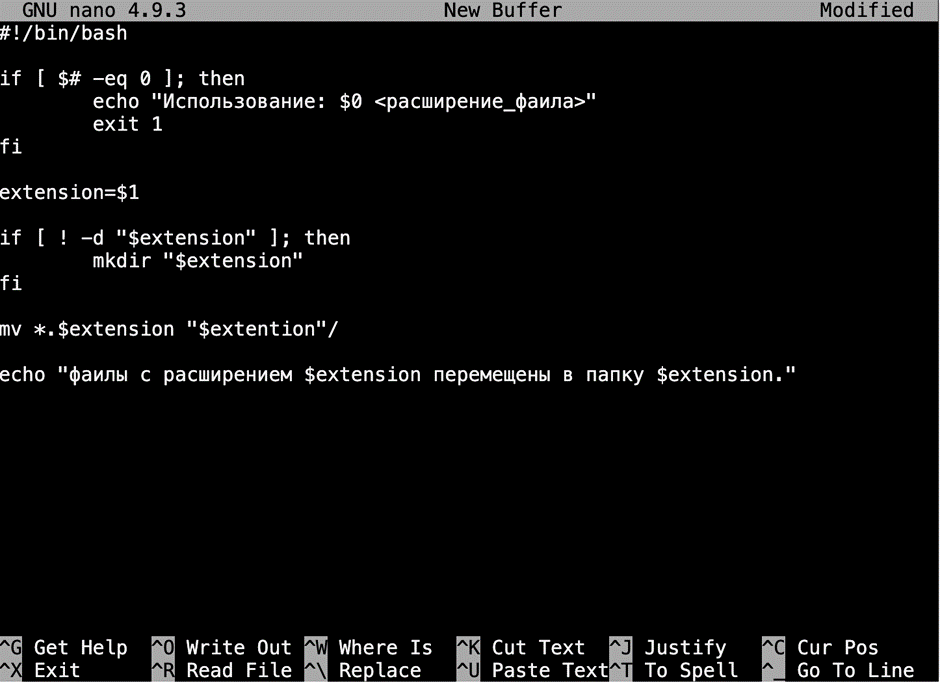 GNU nano 4.9.3 New Buffer Modified
#!/bin/bash
if [ $# -eq 0 ]; then
echo "Использование: $0 <расширение_фаила>"
exit 1
fi
extension=$1
if [ ! -d "$extension" ]; then
mkdir "$extension"
fi
mv *.$extension "$extention"/
echo "фаилы с расширением $extension перемещены в папку $extension."
^G Get Help ^O Write Out ^W Where Is ^K Cut Text ^J Justify ^C Cur Pos
^X Exit ^R Read File ^\ Replace ^U Paste Text ^T To Spell ^_ Go To Line